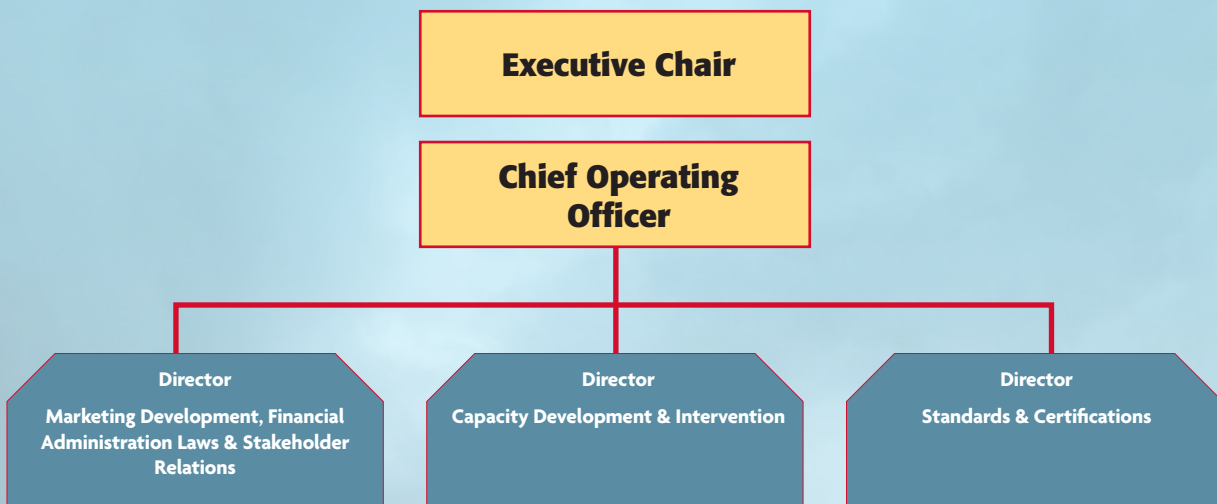 Executive Chair
Chief Operating
Officer
Director
Marketing Development, Financial
Administration Laws & Stakeholder
Relations
Director
Capacity Development & Intervention
Director
Standards & Certifications